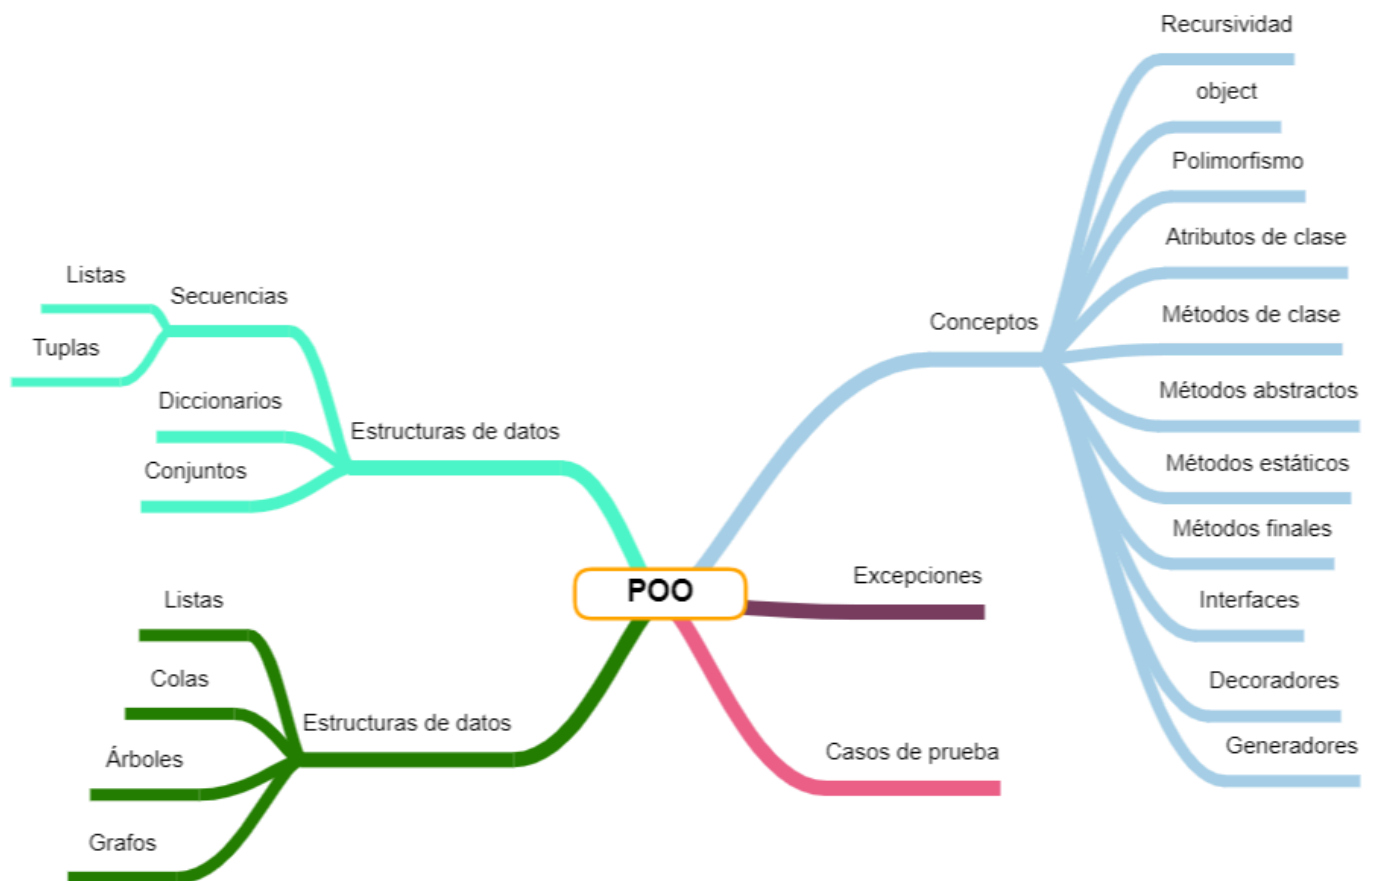 Recursividad
object
Polimorfismo
Atributos de clase
Listas
Secuencias
Métodos de clase
Conceptos
Tuplas
Métodos abstractos
Diccionarios
Estructuras de datos
Métodos estáticos
Conjuntos
Métodos finales
Excepciones
POO
Interfaces
Listas
Colas
Decoradores
Estructuras de datos
Generadores
Casos de prueba
Árboles
Grafos